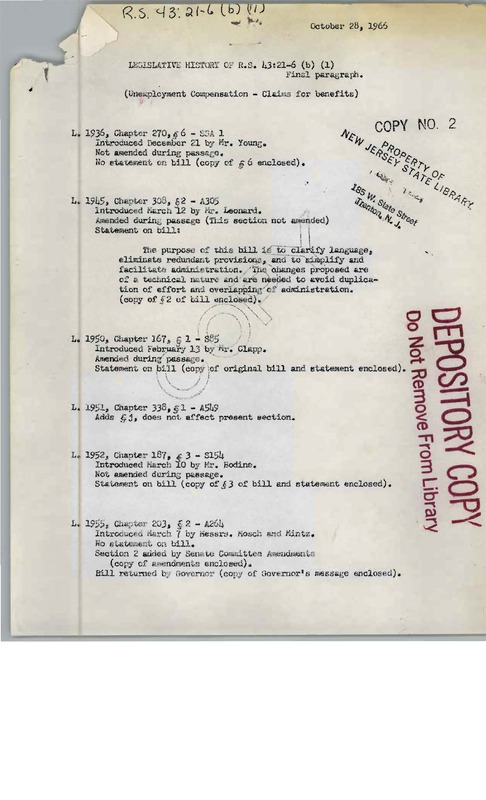 R.S. 43:21-6 (b) (1)
October 28, 1966
LEGISLATIVE HISTORY OF R.S. 43:21-6 (b) (1)
Final paragraph.
(Unemployment Compensation - Claims for benefits)
COPY NO. 2
PROPERTY OF
NEW JERSEY STATE LIBRARY
185 W. State Street
Trenton, N. J.
L. 1936, Chapter 270, § 6 - SSA 1
Introduced December 21 by Mr. Young.
Not amended during passage.
No statement on bill (copy of § 6 enclosed).
L. 1945, Chapter 308, § 2 - A305
Introduced March 12 by Mr. Leonard.
Amended during passage (This section not amended)
Statement on bill:
The purpose of this bill is to clarify language,
eliminate redundant provisions, and to simplify and
facilitate administration. The changes proposed are
of a technical nature and are needed to avoid duplica-
tion of effort and overlapping of administration.
(copy of § 2 of bill enclosed).
L. 1950, Chapter 167, § 1 - S85
Introduced February 13 by Mr. Clapp.
Amended during passage.
Statement on bill (copy of original bill and statement enclosed).
L. 1951, Chapter 338, § 1 - A549
Adds § 3, does not affect present section.
L. 1952, Chapter 187, § 3 - S154
Introduced March 10 by Mr. Bodine.
Not amended during passage.
Statement on bill (copy of § 3 of bill and statement enclosed).
L. 1955, Chapter 203, § 2 - A264
Introduced March 7 by Messrs. Kosch and Mintz.
No statement on bill.
Section 2 added by Senate Committee Amendments
(copy of amendments enclosed).
Bill returned by Governor (copy of Governor's message enclosed).
DEPOSITORY COPY
Do Not Remove From Library